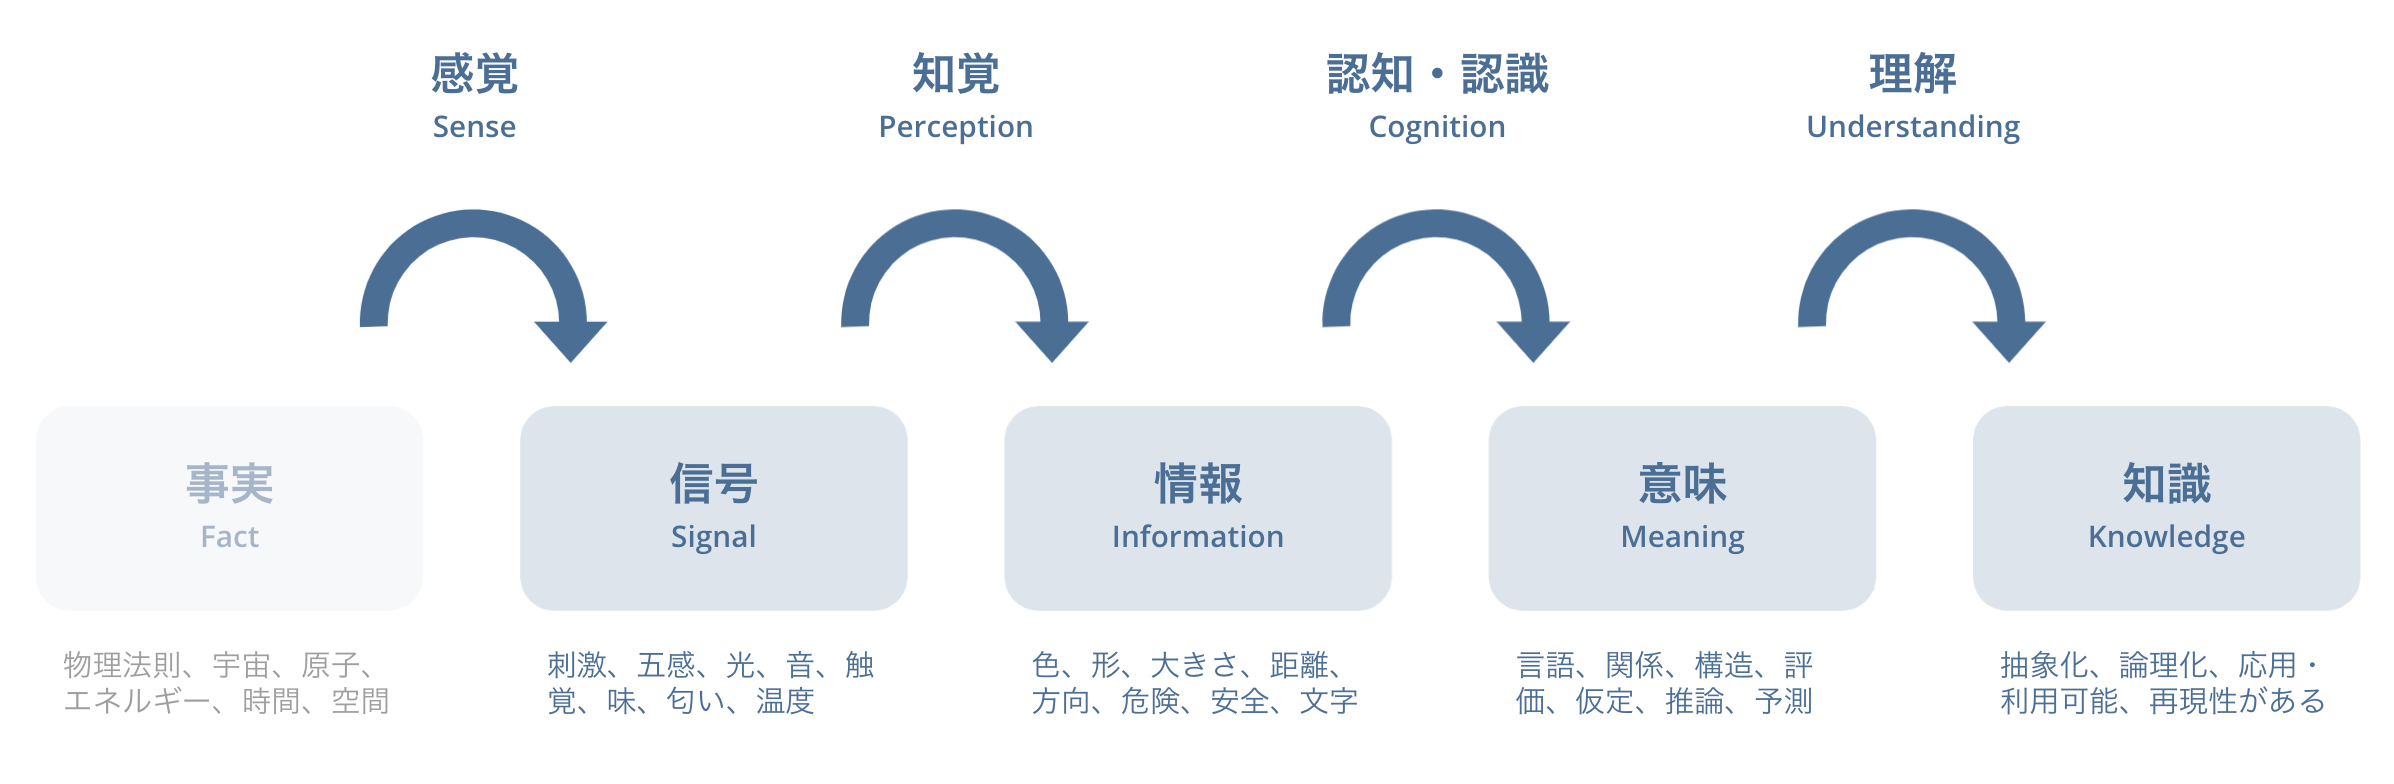 感覚
Sense
知覚
Perception
認知・認識
Cognition
理解
Understanding
事実
Fact
信号
Signal
情報
Information
意味
Meaning
知識
Knowledge
物理法則、宇宙、原子、
エネルギー、時間、空間
刺激、五感、光、音、触
覚、味、匂い、温度
色、形、大きさ、距離、
方向、危険、安全、文字
言語、関係、構造、評
価、仮定、推論、予測
抽象化、論理化、応用・
利用可能、再現性がある